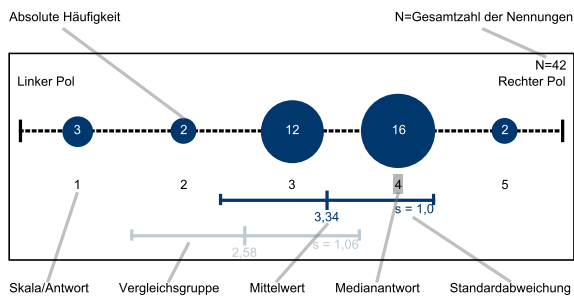 Absolute Häufigkeit
N=Gesamtzahl der Nennungen
N=42
Linker Pol
Rechter Pol
3 2 12 16 2
1 2 3 4 5
3,34 s = 1,0
2,58 s = 1,06
Skala/Antwort Vergleichsgruppe Mittelwert Medianantwort Standardabweichung